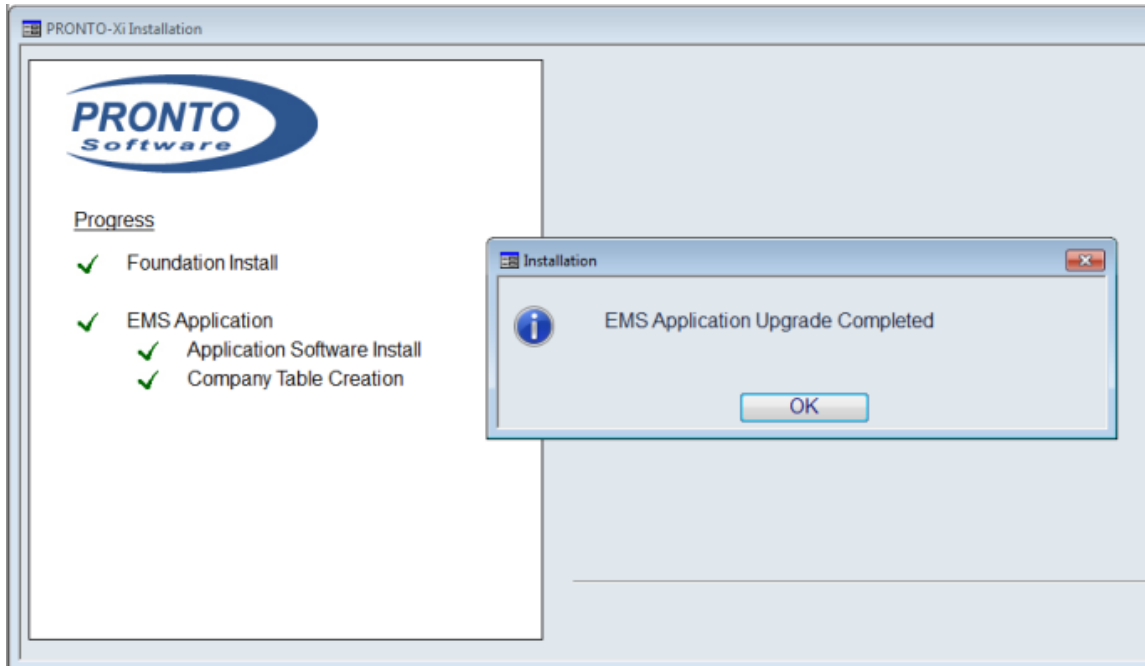 PRONTO-Xi Installation
PRONTO
Software
Progress
Foundation Install
EMS Application
Application Software Install
Company Table Creation
Installation
EMS Application Upgrade Completed
OK